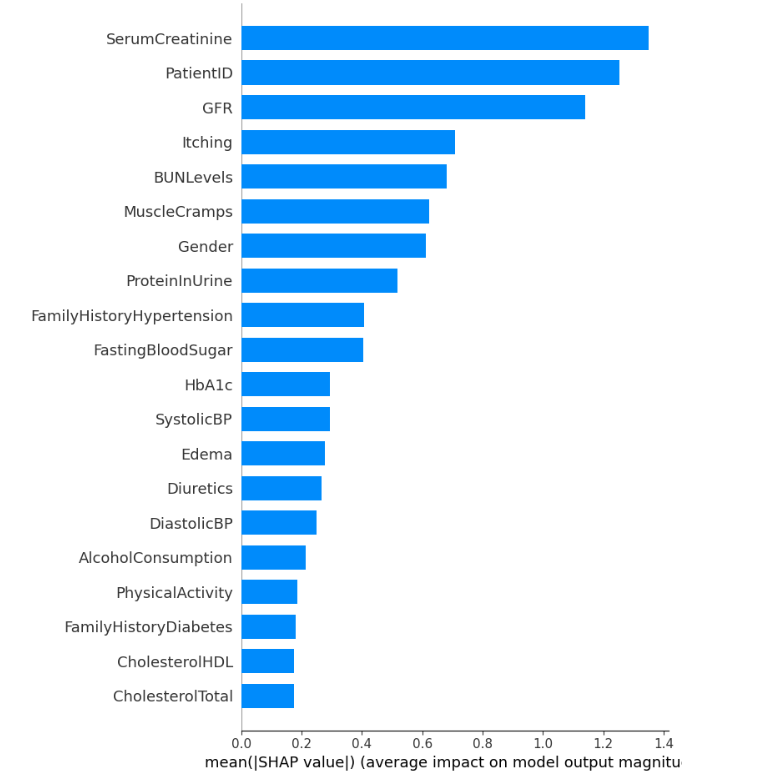 SerumCreatinine
PatientID
GFR
Itching
BUNLevels
MuscleCramps
Gender
ProteinInUrine
FamilyHistoryHypertension
FastingBloodSugar
HbA1c
SystolicBP
Edema
Diuretics
DiastolicBP
AlcoholConsumption
PhysicalActivity
FamilyHistoryDiabetes
CholesterolHDL
CholesterolTotal
0.0 0.2 0.4 0.6 0.8 1.0 1.2 1.4
mean(|SHAP value|) (average impact on model output magnitu